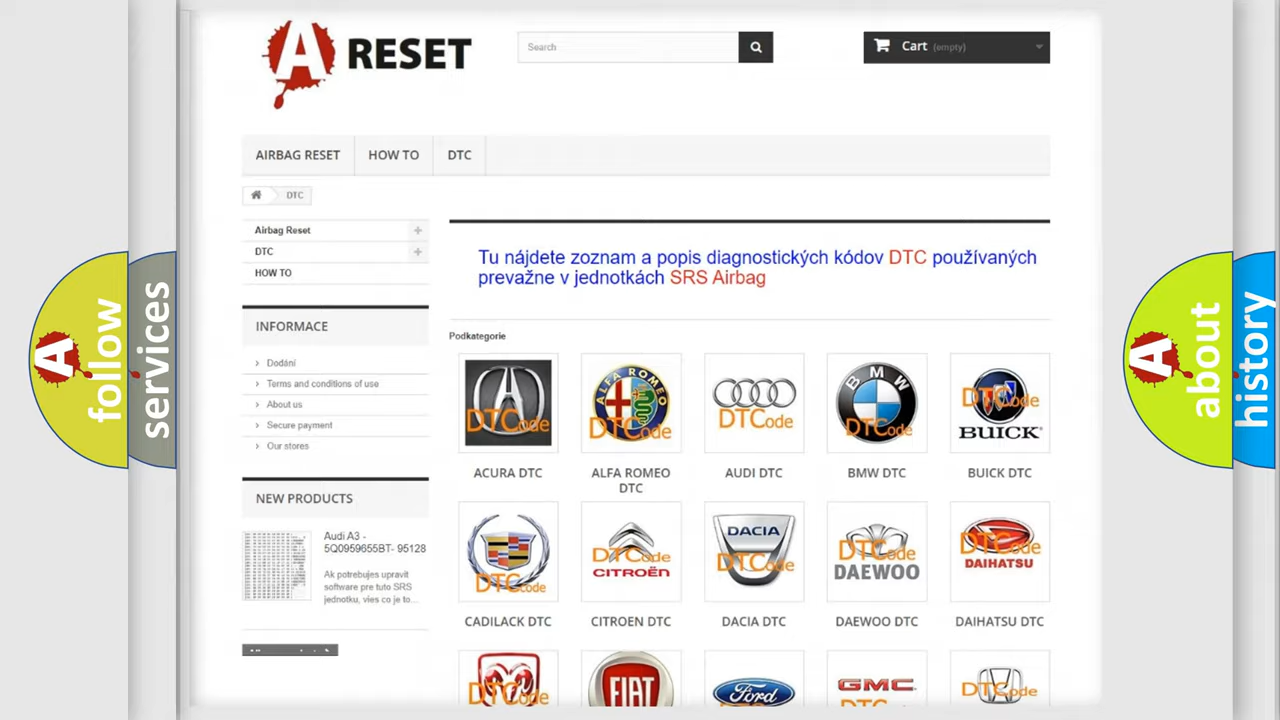 A RESET
Search
Cart (empty)
AIRBAG RESET
HOW TO
DTC
DTC
Airbag Reset
DTC
HOW TO
INFORMACE
Dodání
Terms and conditions of use
About us
Secure payment
Our stores
NEW PRODUCTS
Audi A3 -
5Q0959655BT- 95128
Ak potrebujes upravit
software pre tuto SRS
jednotku, vies co je to...
Tu nájdete zoznam a popis diagnostických kódov DTC používaných
prevažne v jednotkách SRS Airbag
Podkategorie
DTCode
ALFA ROMEO
DTCode
DTCode
BMW
DTCode
DTCode
BUICK
ACURA DTC
ALFA ROMEO
DTC
AUDI DTC
BMW DTC
BUICK DTC
DTCode
DTCode
CITROËN
DACIA
DTCode
DTCode
DAEWOO
DTCode
DAIHATSU
CADILACK DTC
CITROEN DTC
DACIA DTC
DAEWOO DTC
DAIHATSU DTC
DTCode
FIAT
Ford
GMC
DTCode
A follow
services
A about
history